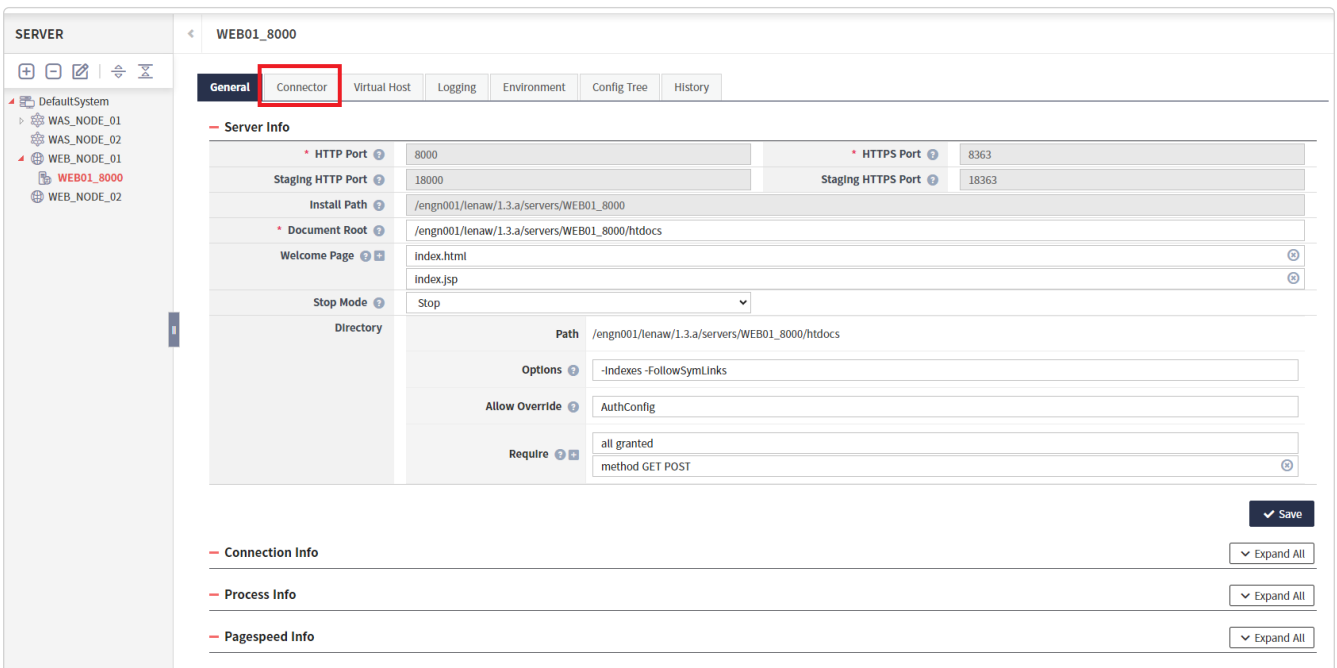 SERVER
WEB01_8000
DefaultSystem
WAS_NODE_01
WAS_NODE_02
WEB_NODE_01
WEB01_8000
WEB_NODE_02
General Connector Virtual Host Logging Environment Config Tree History
Server Info
* HTTP Port ? 8000 * HTTPS Port ? 8363
Staging HTTP Port ? 18000 Staging HTTPS Port ? 18363
Install Path ? /engn001/lenaw/1.3.a/servers/WEB01_8000
* Document Root ? /engn001/lenaw/1.3.a/servers/WEB01_8000/htdocs
Welcome Page ? + index.html
index.jsp
Stop Mode ? Stop
Directory
Path /engn001/lenaw/1.3.a/servers/WEB01_8000/htdocs
Options ? -Indexes -FollowSymLinks
Allow Override ? AuthConfig
Require ? + all granted
method GET POST
Save
Connection Info Expand All
Process Info Expand All
Pagespeed Info Expand All